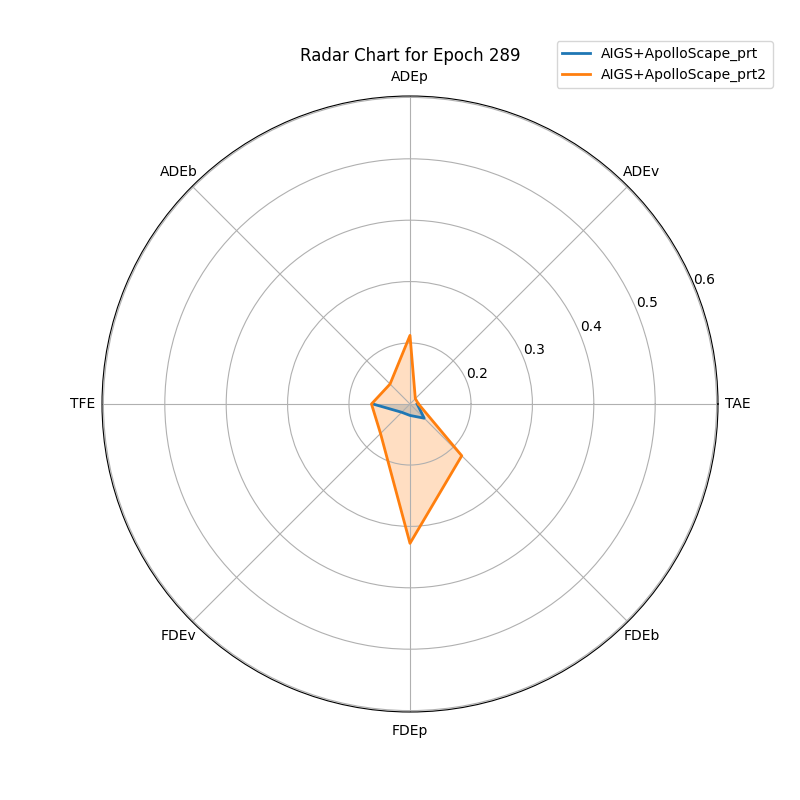 Radar Chart for Epoch 289
AIGS+ApolloScape_prt
AIGS+ApolloScape_prt2
ADEp
ADEb
ADEv
0.6
0.5
0.4
0.3
0.2
TFE
TAE
FDEv
FDEb
FDEp